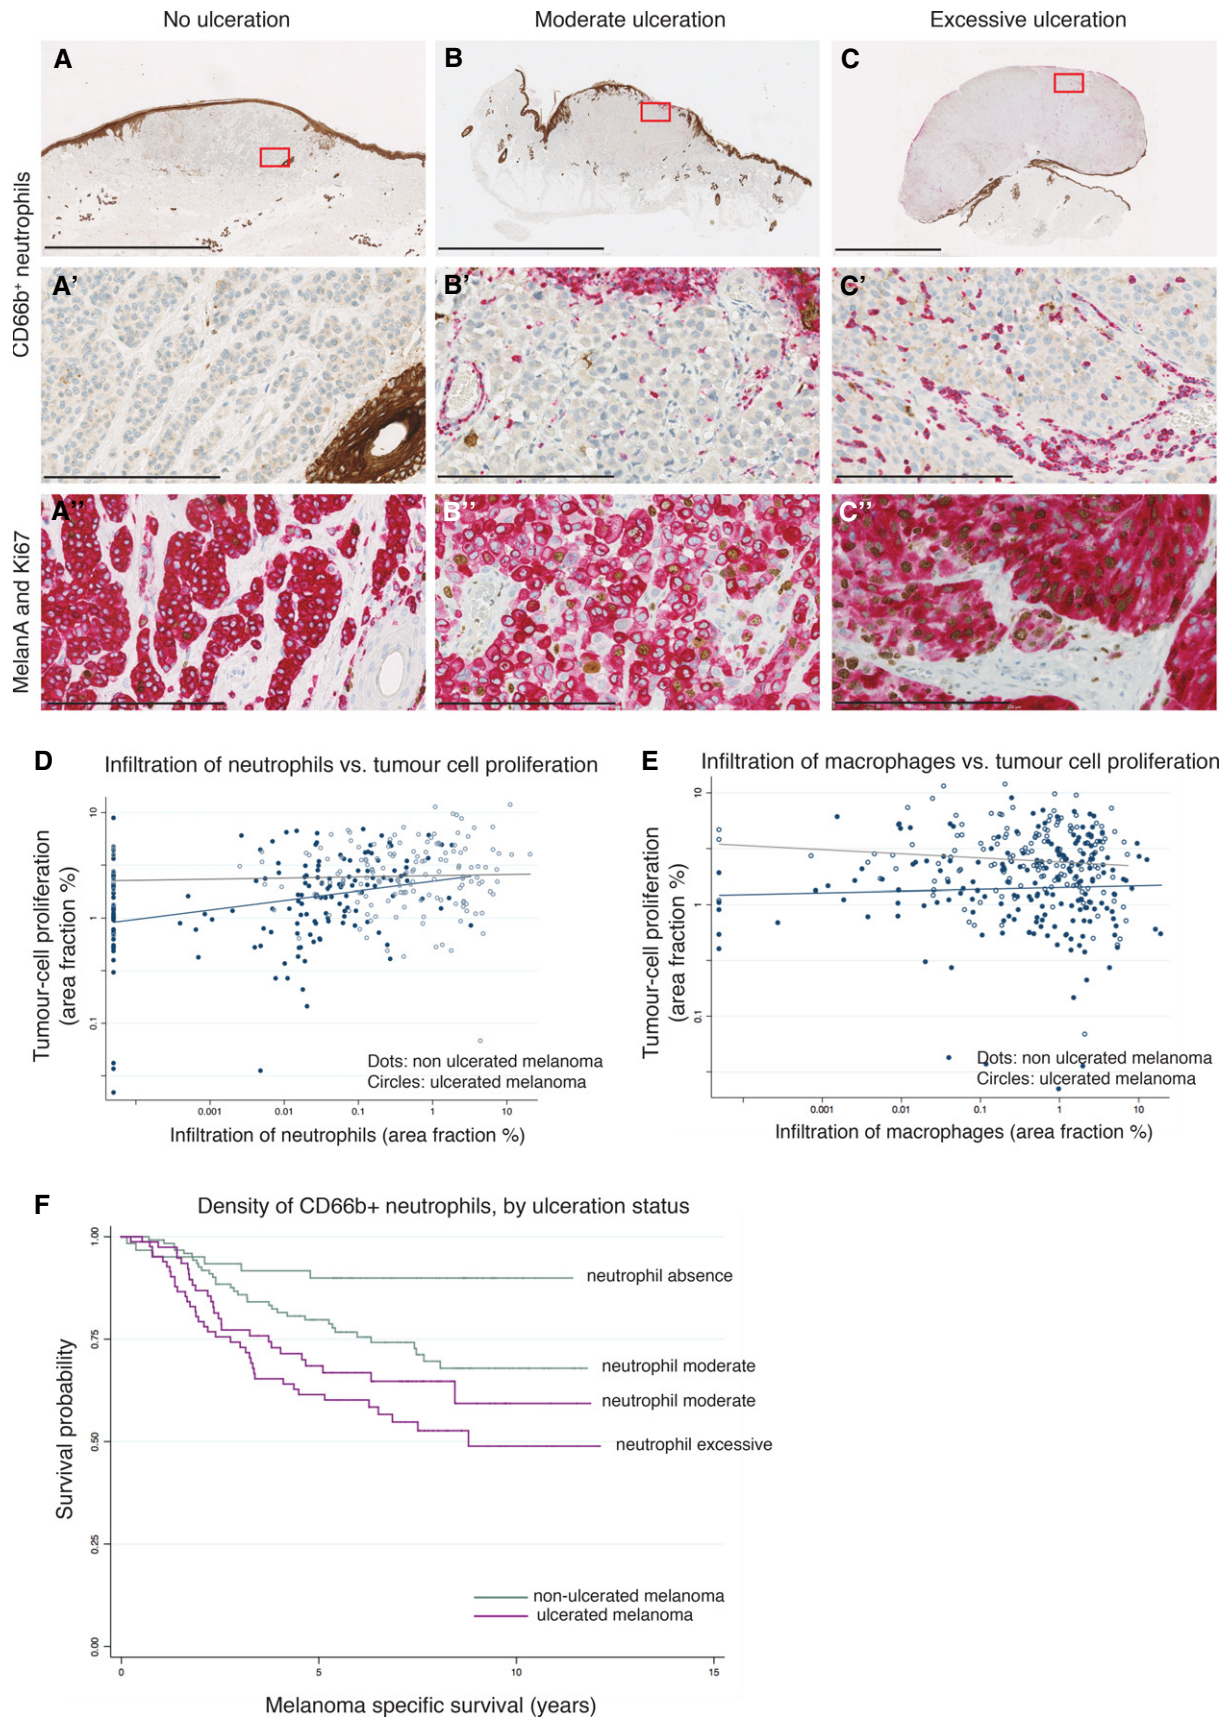 No ulceration
Moderate ulceration
Excessive ulceration
CD66b⁺ neutrophils
A
B
C
A'
B'
C'
MelanA and Ki67
A''
B''
C''
D
Infiltration of neutrophils vs. tumour cell proliferation
Tumour-cell proliferation
(area fraction %)
10
1
0.1
Dots: non ulcerated melanoma
Circles: ulcerated melanoma
0.001
0.01
0.1
1
10
Infiltration of neutrophils (area fraction %)
E
Infiltration of macrophages vs. tumour cell proliferation
Tumour-cell proliferation
(area fraction %)
10
1
0.1
Dots: non ulcerated melanoma
Circles: ulcerated melanoma
0.001
0.01
0.1
1
10
Infiltration of macrophages (area fraction %)
F
Density of CD66b+ neutrophils, by ulceration status
Survival probability
1.00
0.75
0.50
0.25
0.00
neutrophil absence
neutrophil moderate
neutrophil moderate
neutrophil excessive
non-ulcerated melanoma
ulcerated melanoma
0
5
10
15
Melanoma specific survival (years)